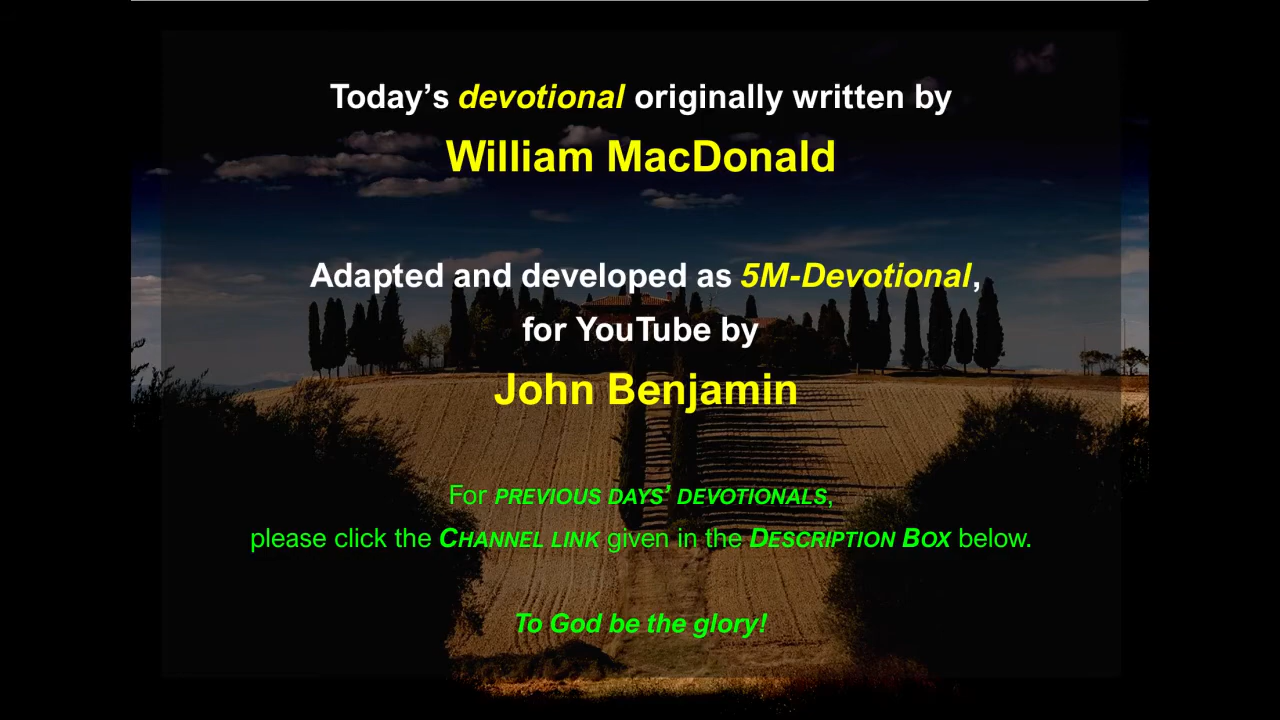 Today’s devotional originally written by
William MacDonald
Adapted and developed as 5M-Devotional,
for YouTube by
John Benjamin
For PREVIOUS DAYS’ DEVOTIONALS,
please click the CHANNEL LINK given in the DESCRIPTION BOX below.
To God be the glory!